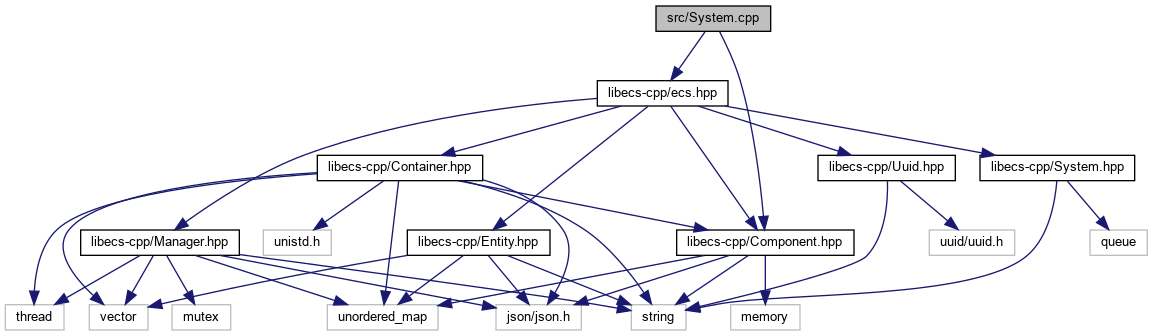 src/System.cpp
libecs-cpp/ecs.hpp
libecs-cpp/Container.hpp
libecs-cpp/Uuid.hpp
libecs-cpp/System.hpp
libecs-cpp/Manager.hpp
unistd.h
libecs-cpp/Entity.hpp
libecs-cpp/Component.hpp
uuid/uuid.h
queue
thread
vector
mutex
unordered_map
json/json.h
string
memory